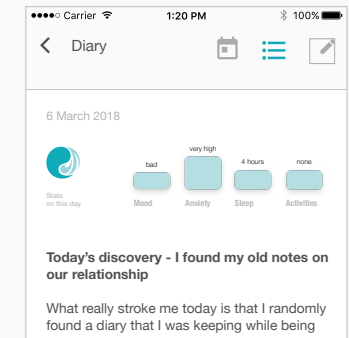 Carrier 1:20 PM 100%
Diary
6 March 2018
very high
bad
4 hours
none
Stats
on this day
Mood Anxiety Sleep Activities
Today's discovery - I found my old notes on
our relationship
What really stroke me today is that I randomly
found a diary that I was keeping while being